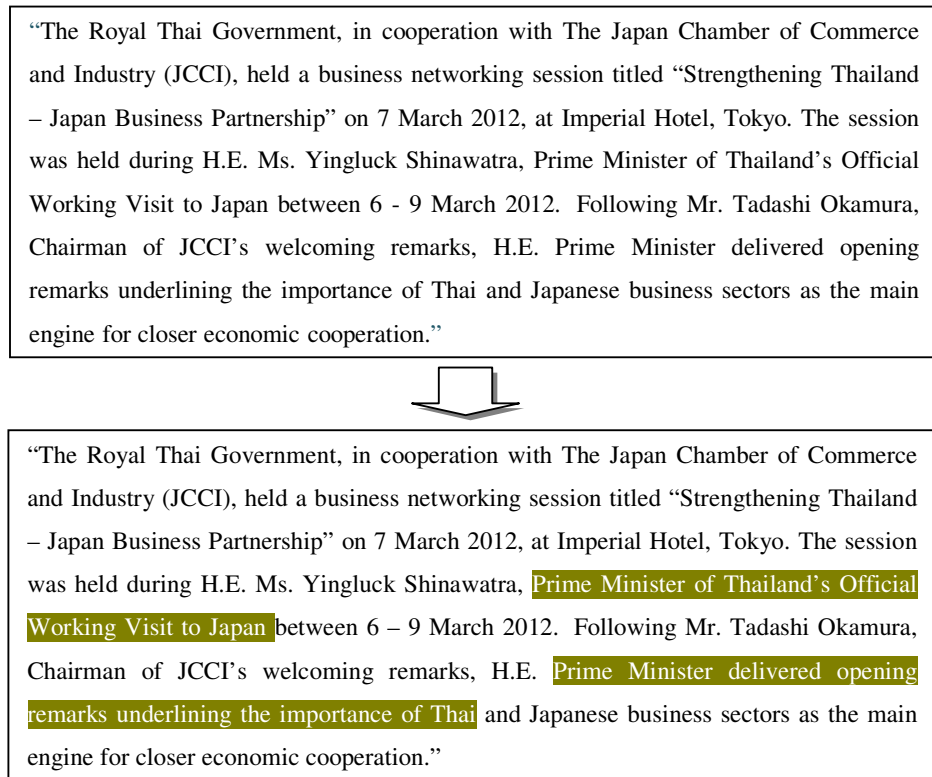 “The Royal Thai Government, in cooperation with The Japan Chamber of Commerce
and Industry (JCCI), held a business networking session titled “Strengthening Thailand
– Japan Business Partnership” on 7 March 2012, at Imperial Hotel, Tokyo. The session
was held during H.E. Ms. Yingluck Shinawatra, Prime Minister of Thailand’s Official
Working Visit to Japan between 6 - 9 March 2012. Following Mr. Tadashi Okamura,
Chairman of JCCI’s welcoming remarks, H.E. Prime Minister delivered opening
remarks underlining the importance of Thai and Japanese business sectors as the main
engine for closer economic cooperation.”
“The Royal Thai Government, in cooperation with The Japan Chamber of Commerce
and Industry (JCCI), held a business networking session titled “Strengthening Thailand
– Japan Business Partnership” on 7 March 2012, at Imperial Hotel, Tokyo. The session
was held during H.E. Ms. Yingluck Shinawatra, Prime Minister of Thailand’s Official
Working Visit to Japan between 6 – 9 March 2012. Following Mr. Tadashi Okamura,
Chairman of JCCI’s welcoming remarks, H.E. Prime Minister delivered opening
remarks underlining the importance of Thai and Japanese business sectors as the main
engine for closer economic cooperation.”